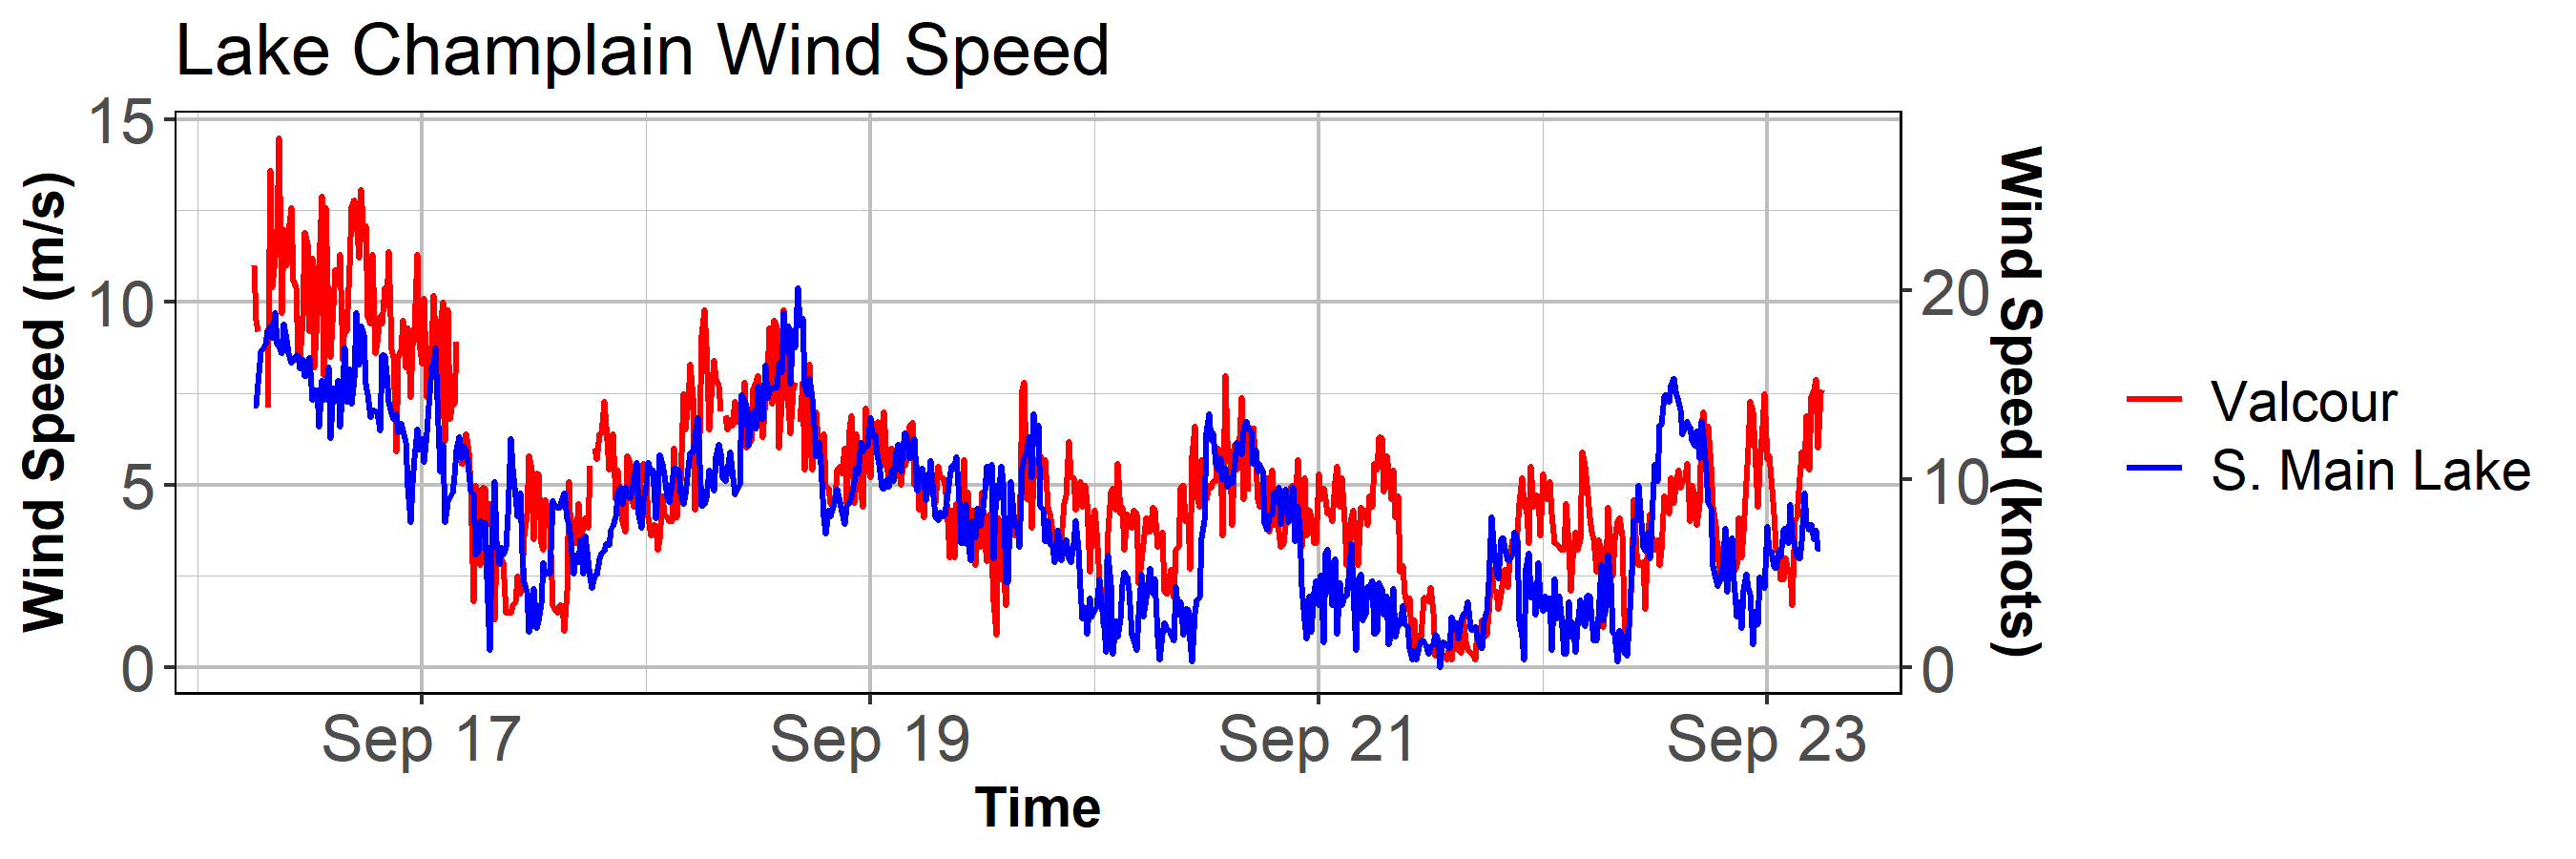 Lake Champlain Wind Speed
Wind Speed (m/s)
15
10
5
0
Wind Speed (knots)
20
10
0
Sep 17
Sep 19
Sep 21
Sep 23
Time
Valcour
S. Main Lake